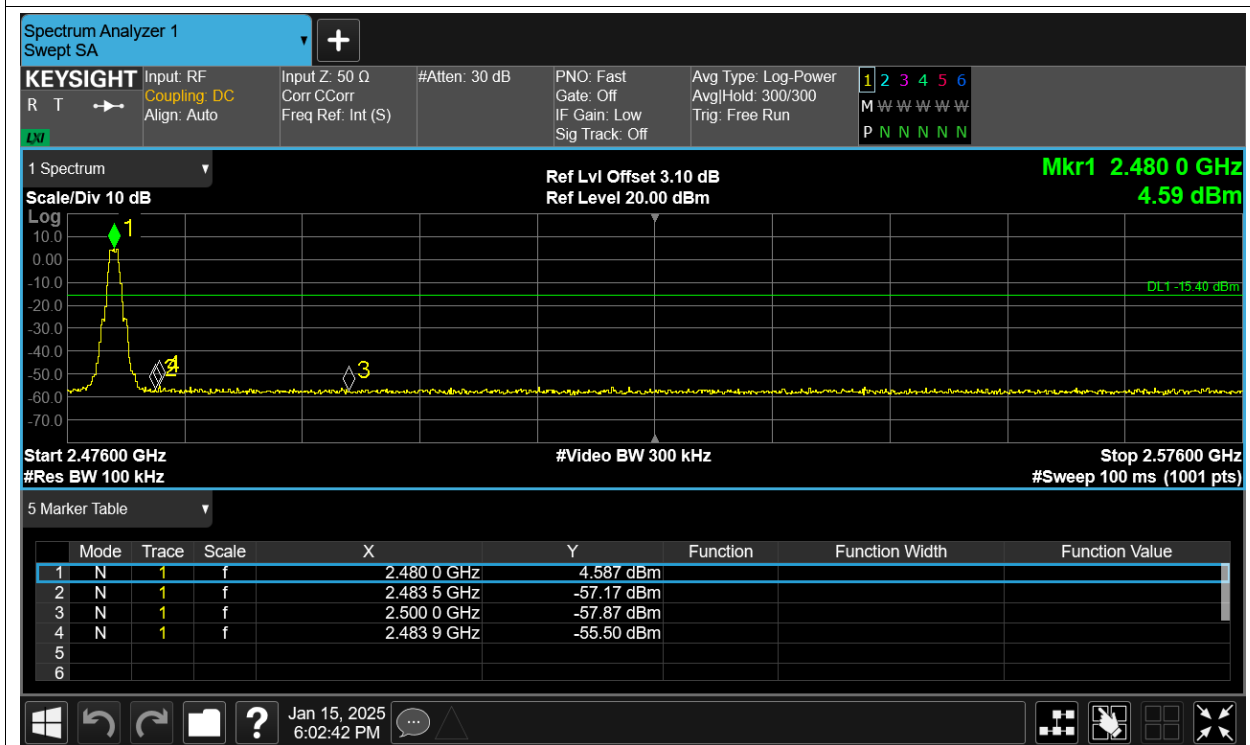 Spectrum Analyzer 1
Swept SA
+
KEYSIGHT Input: RF Input Z: 50 Ω #Atten: 30 dB PNO: Fast Avg Type: Log-Power 1 2 3 4 5 6
R T Coupling: DC Corr CCorr Gate: Off Avg|Hold: 300/300 M W W W W W
Align: Auto Freq Ref: Int (S) IF Gain: Low Trig: Free Run
LXI Sig Track: Off P N N N N N
1 Spectrum Ref Lvl Offset 3.10 dB Mkr1 2.480 0 GHz
Scale/Div 10 dB Ref Level 20.00 dBm 4.59 dBm
Log
1
10.0
0.00
-10.0
DL1 -15.40 dBm
-20.0
-30.0
-40.0
2 4 3
-50.0
-60.0
-70.0
Start 2.47600 GHz #Video BW 300 kHz Stop 2.57600 GHz
#Res BW 100 kHz #Sweep 100 ms (1001 pts)
5 Marker Table
Mode Trace Scale X Y Function Function Width Function Value
1 N 1 f 2.480 0 GHz 4.587 dBm
2 N 1 f 2.483 5 GHz -57.17 dBm
3 N 1 f 2.500 0 GHz -57.87 dBm
4 N 1 f 2.483 9 GHz -55.50 dBm
5
6
? Jan 15, 2025
6:02:42 PM